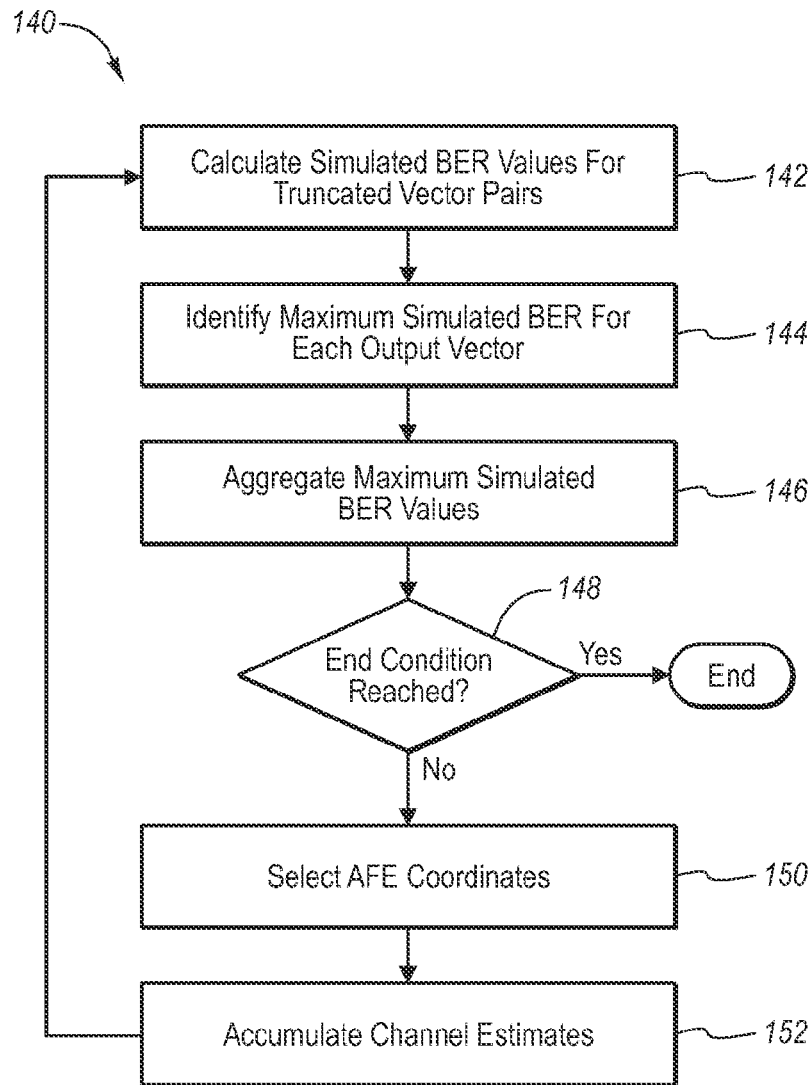 140
Calculate Simulated BER Values For
Truncated Vector Pairs
142
Identify Maximum Simulated BER For
Each Output Vector
144
Aggregate Maximum Simulated
BER Values
146
148
End Condition
Reached?
Yes
End
No
Select AFE Coordinates
150
Accumulate Channel Estimates
152